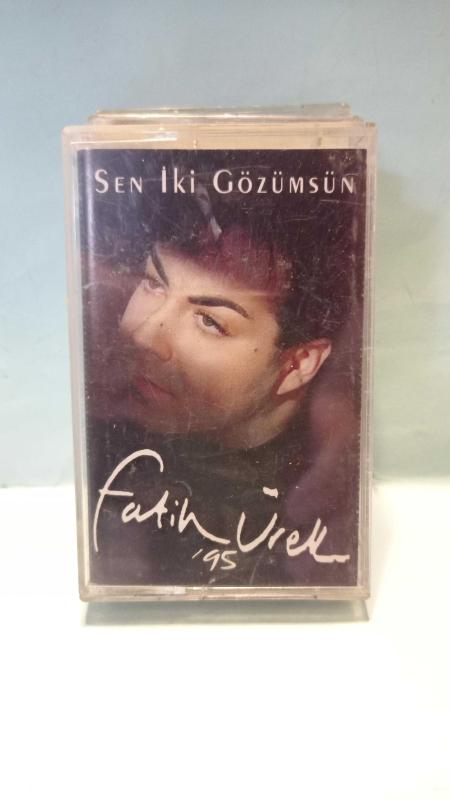 SEN İKİ GÖZÜMSÜN
Fatih Ürek
'95